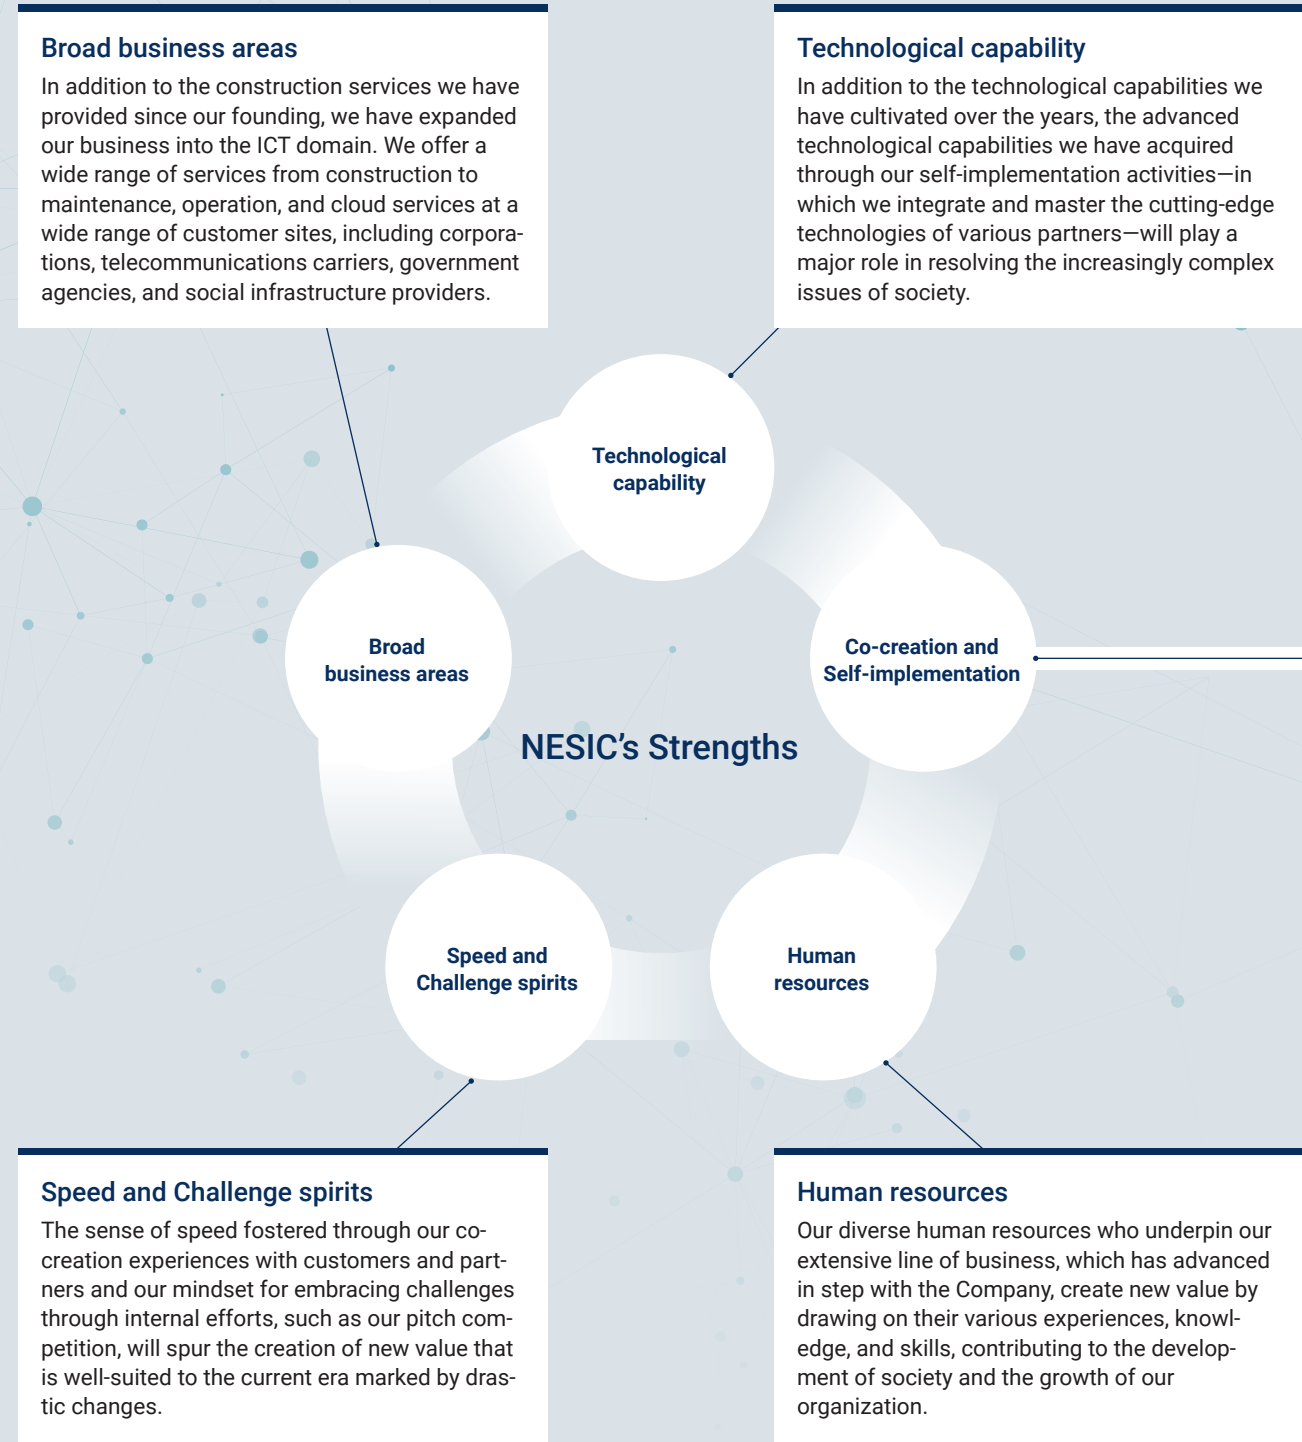 Broad business areas
In addition to the construction services we have
provided since our founding, we have expanded
our business into the ICT domain. We offer a
wide range of services from construction to
maintenance, operation, and cloud services at a
wide range of customer sites, including corpora-
tions, telecommunications carriers, government
agencies, and social infrastructure providers.
Technological capability
In addition to the technological capabilities we
have cultivated over the years, the advanced
technological capabilities we have acquired
through our self-implementation activities—in
which we integrate and master the cutting-edge
technologies of various partners—will play a
major role in resolving the increasingly complex
issues of society.
Technological
capability
Broad
business areas
Co-creation and
Self-implementation
NESIC’s Strengths
Speed and
Challenge spirits
Human
resources
Speed and Challenge spirits
The sense of speed fostered through our co-
creation experiences with customers and part-
ners and our mindset for embracing challenges
through internal efforts, such as our pitch com-
petition, will spur the creation of new value that
is well-suited to the current era marked by dras-
tic changes.
Human resources
Our diverse human resources who underpin our
extensive line of business, which has advanced
in step with the Company, create new value by
drawing on their various experiences, knowl-
edge, and skills, contributing to the develop-
ment of society and the growth of our
organization.